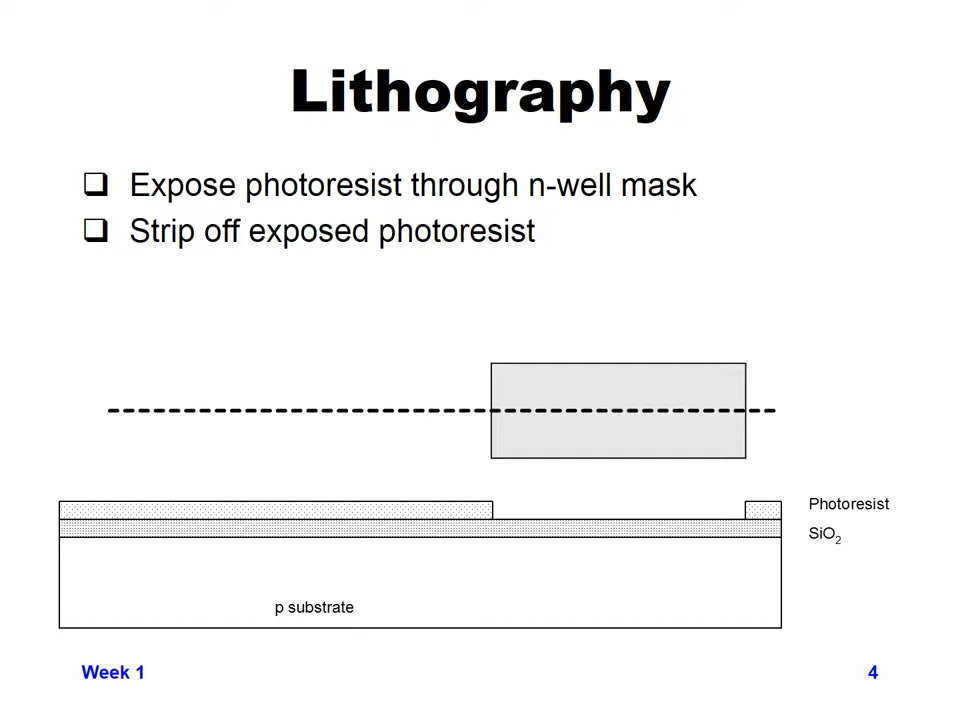 Lithography
❑ Expose photoresist through n-well mask
❑ Strip off exposed photoresist
Photoresist
SiO₂
p substrate
Week 1
4